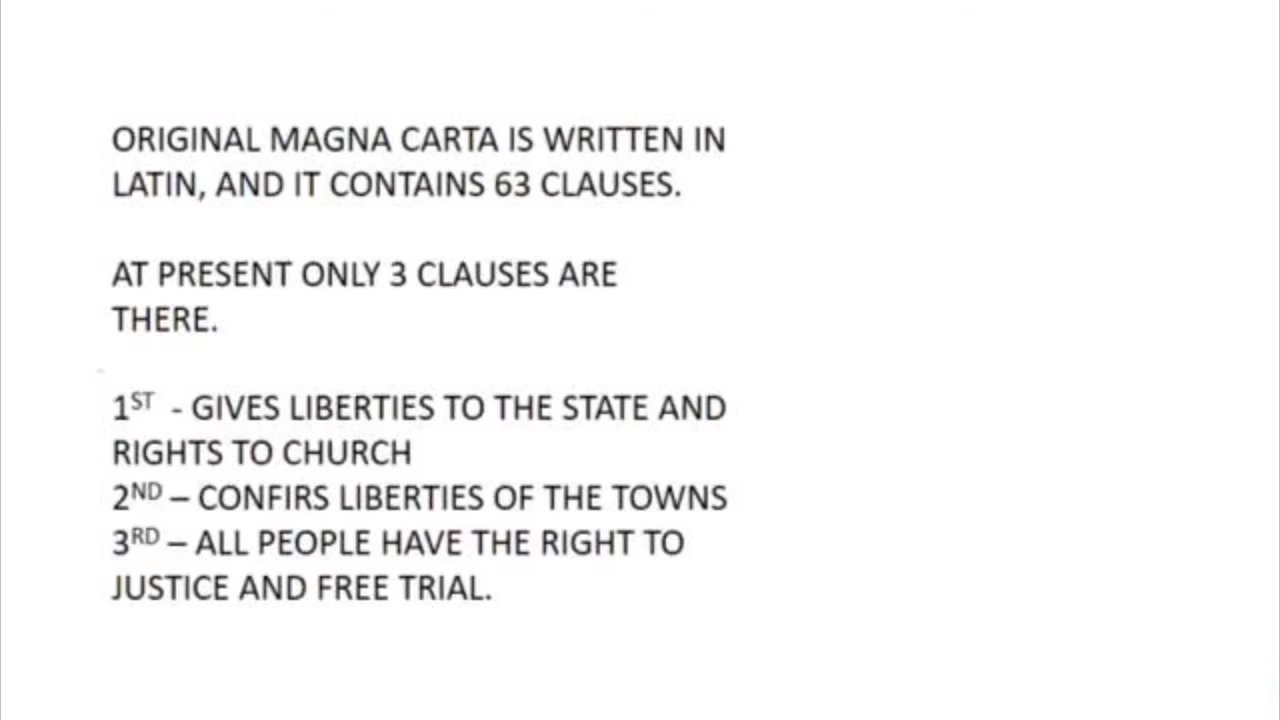 ORIGINAL MAGNA CARTA IS WRITTEN IN
LATIN, AND IT CONTAINS 63 CLAUSES.
AT PRESENT ONLY 3 CLAUSES ARE
THERE.
1ST - GIVES LIBERTIES TO THE STATE AND
RIGHTS TO CHURCH
2ND – CONFIRS LIBERTIES OF THE TOWNS
3RD – ALL PEOPLE HAVE THE RIGHT TO
JUSTICE AND FREE TRIAL.